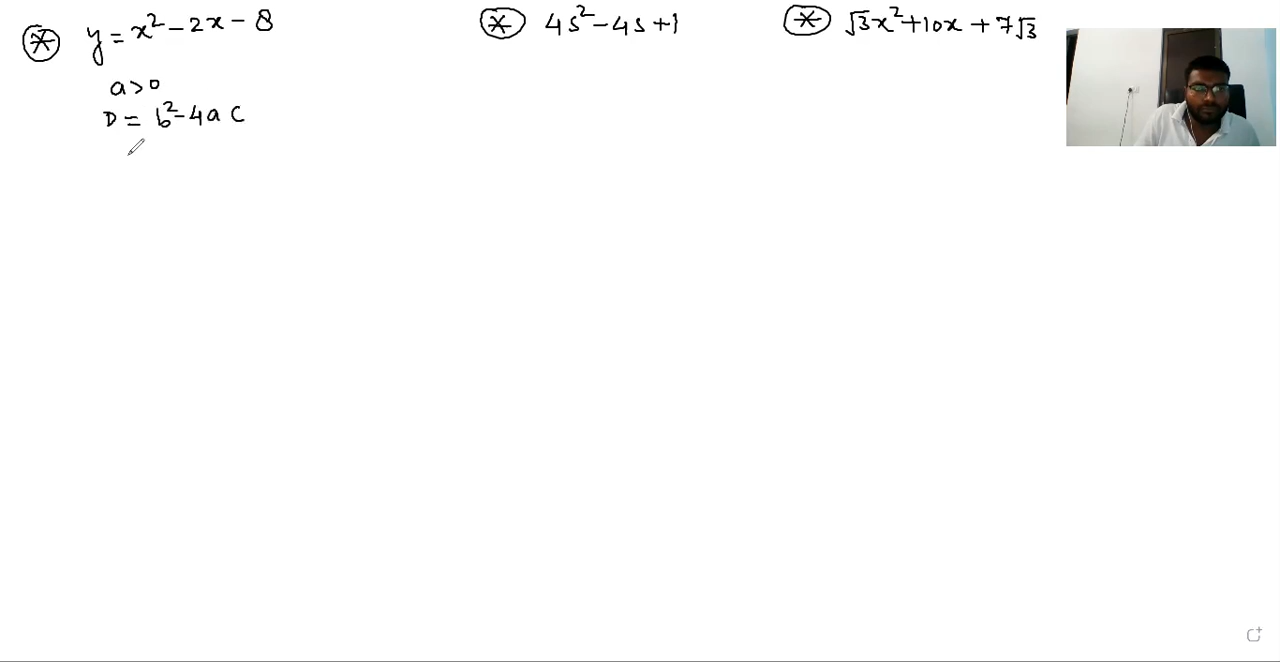 y = x² - 2x - 8
a > 0
D = b² - 4ac
4s² - 4s + 1
√3x² + 10x + 7√3